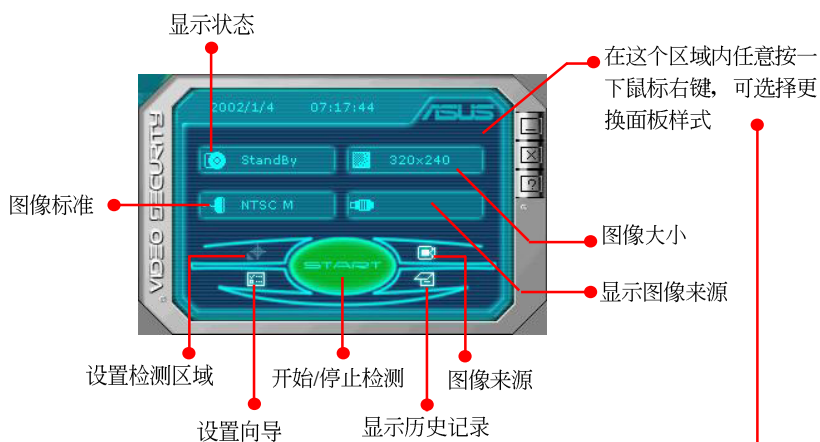 显示状态
在这个区域内任意按一
下鼠标右键，可选择更
换面板样式
2002/1/4 07:17:44
ASUS
StandBy
320×240
图像标准
NTSC M
VIDEO SECURITY
图像大小
START
显示图像来源
设置检测区域
开始/停止检测
图像来源
设置向导
显示历史记录